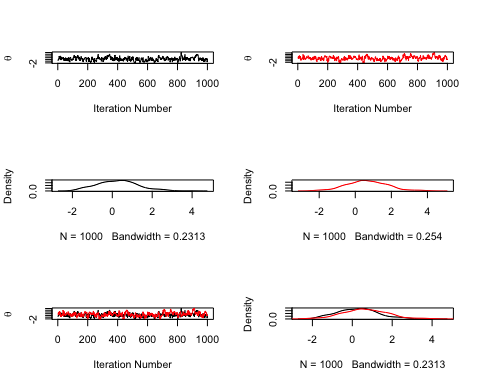 θ
-2
0 200 400 600 800 1000
Iteration Number
θ
-2
0 200 400 600 800 1000
Iteration Number
Density
0.0
-2 0 2 4
N = 1000 Bandwidth = 0.2313
Density
0.0
-2 0 2 4
N = 1000 Bandwidth = 0.254
θ
-2
0 200 400 600 800 1000
Iteration Number
Density
0.0
-2 0 2 4
N = 1000 Bandwidth = 0.2313